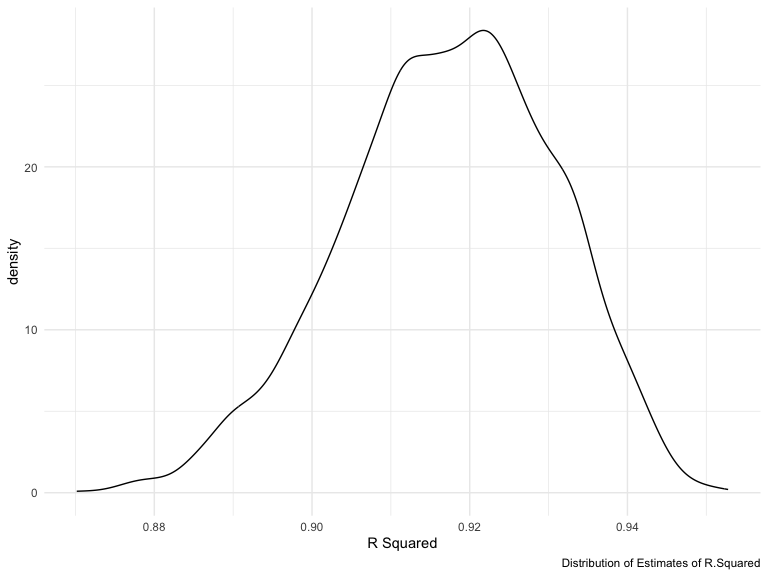 density
20
10
0
0.88
0.90
0.92
0.94
R Squared
Distribution of Estimates of R.Squared